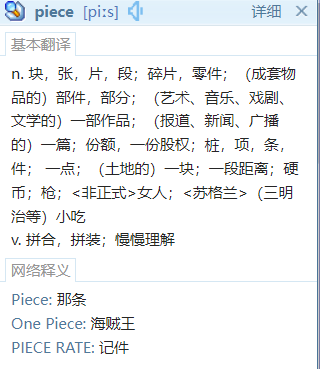 piece [pi:s] 详细
基本翻译
n. 块，张，片，段；碎片，零件；（成套物
品的）部件，部分；（艺术、音乐、戏剧、
文学的）一部作品；（报道、新闻、广播
的）一篇；份额，一份股权；桩，项，条，
件； 一点；（土地的）一块；一段距离；硬
币；枪；<非正式>女人；<苏格兰>（三明
治等）小吃
v. 拼合，拼装；慢慢理解
网络释义
Piece: 那条
One Piece: 海贼王
PIECE RATE: 记件